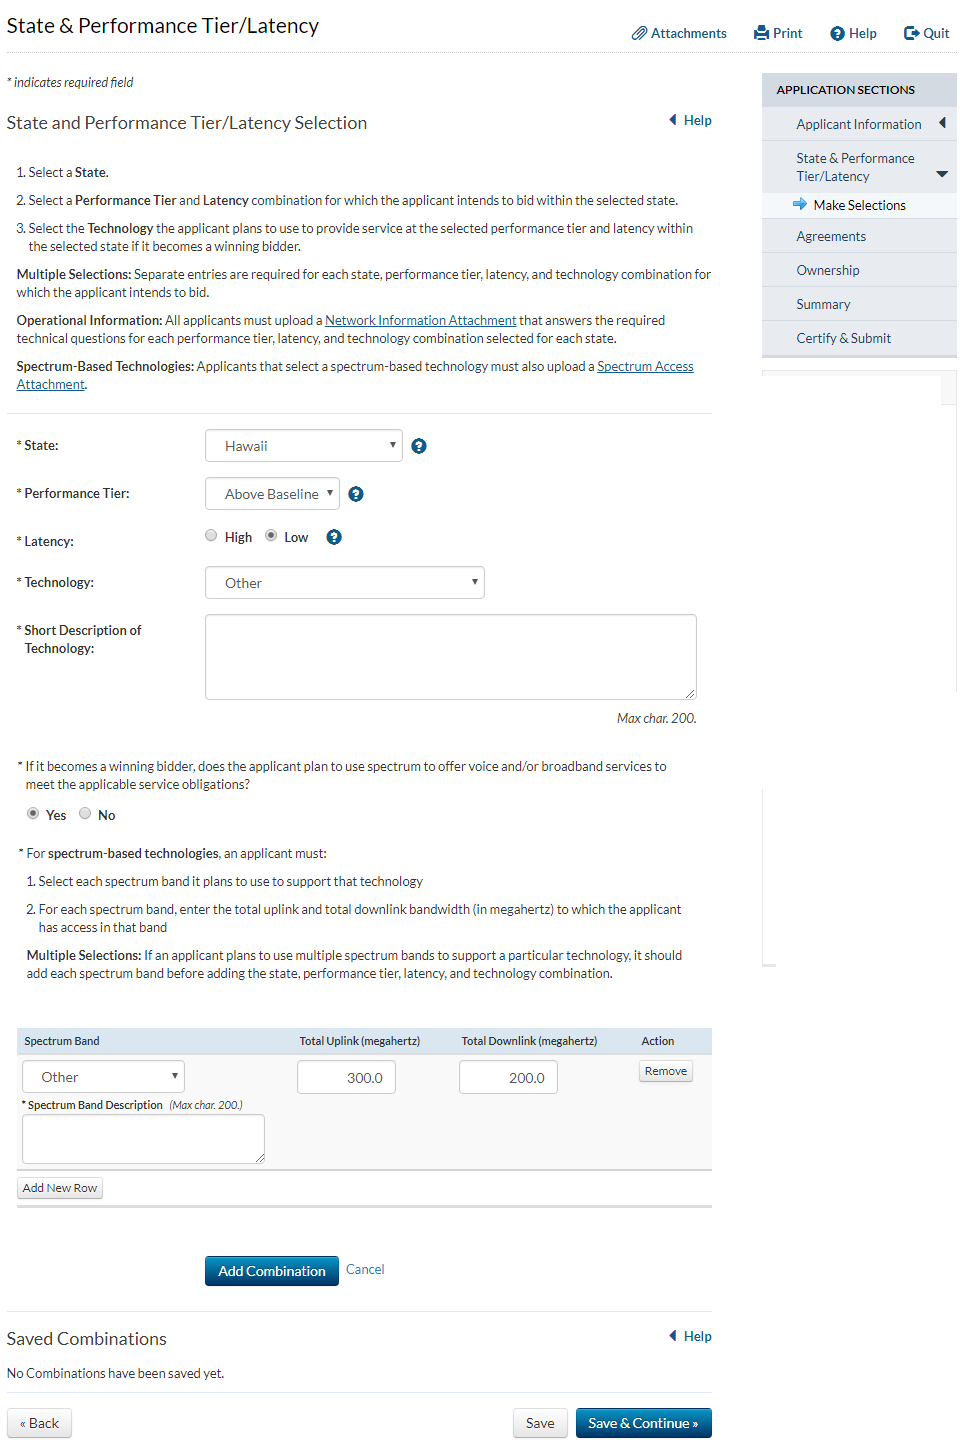 State & Performance Tier/Latency
Attachments Print Help Quit
* indicates required field
State and Performance Tier/Latency Selection
Help
1. Select a State.
2. Select a Performance Tier and Latency combination for which the applicant intends to bid within the selected state.
3. Select the Technology the applicant plans to use to provide service at the selected performance tier and latency within
the selected state if it becomes a winning bidder.
Multiple Selections: Separate entries are required for each state, performance tier, latency, and technology combination for
which the applicant intends to bid.
Operational Information: All applicants must upload a Network Information Attachment that answers the required
technical questions for each performance tier, latency, and technology combination selected for each state.
Spectrum-Based Technologies: Applicants that select a spectrum-based technology must also upload a Spectrum Access
Attachment.
APPLICATION SECTIONS
Applicant Information
State & Performance
Tier/Latency
Make Selections
Agreements
Ownership
Summary
Certify & Submit
* State: Hawaii
* Performance Tier: Above Baseline
* Latency: High Low
* Technology: Other
* Short Description of
Technology:
Max char. 200.
* If it becomes a winning bidder, does the applicant plan to use spectrum to offer voice and/or broadband services to
meet the applicable service obligations?
Yes No
* For spectrum-based technologies, an applicant must:
1. Select each spectrum band it plans to use to support that technology
2. For each spectrum band, enter the total uplink and total downlink bandwidth (in megahertz) to which the applicant
has access in that band
Multiple Selections: If an applicant plans to use multiple spectrum bands to support a particular technology, it should
add each spectrum band before adding the state, performance tier, latency, and technology combination.
Spectrum Band Total Uplink (megahertz) Total Downlink (megahertz) Action
Other 300.0 200.0 Remove
* Spectrum Band Description (Max char. 200.)
Add New Row
Add Combination Cancel
Saved Combinations
Help
No Combinations have been saved yet.
« Back Save Save & Continue »